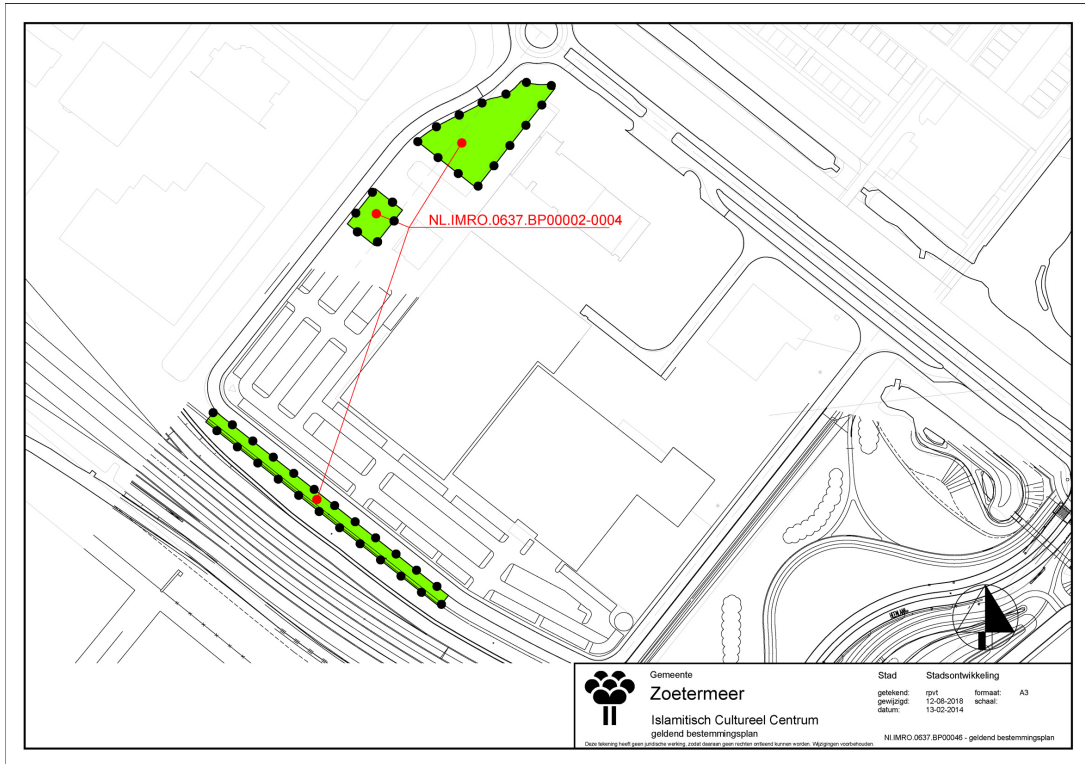 NL.IMRO.0637.BP00002-0004
Gemeente
Zoetermeer
Islamitisch Cultureel Centrum
geldend bestemmingsplan
Deze tekening heeft geen juridische werking, zodat daaraan geen rechten ontleend kunnen worden. Wijzigingen voorbehouden.
Stad Stadsontwikkeling
getekend: rpvt formaat: A3
gewijzigd: 12-08-2018 schaal:
datum: 13-02-2014
NI.IMRO.0637.BP00046 - geldend bestemmingsplan